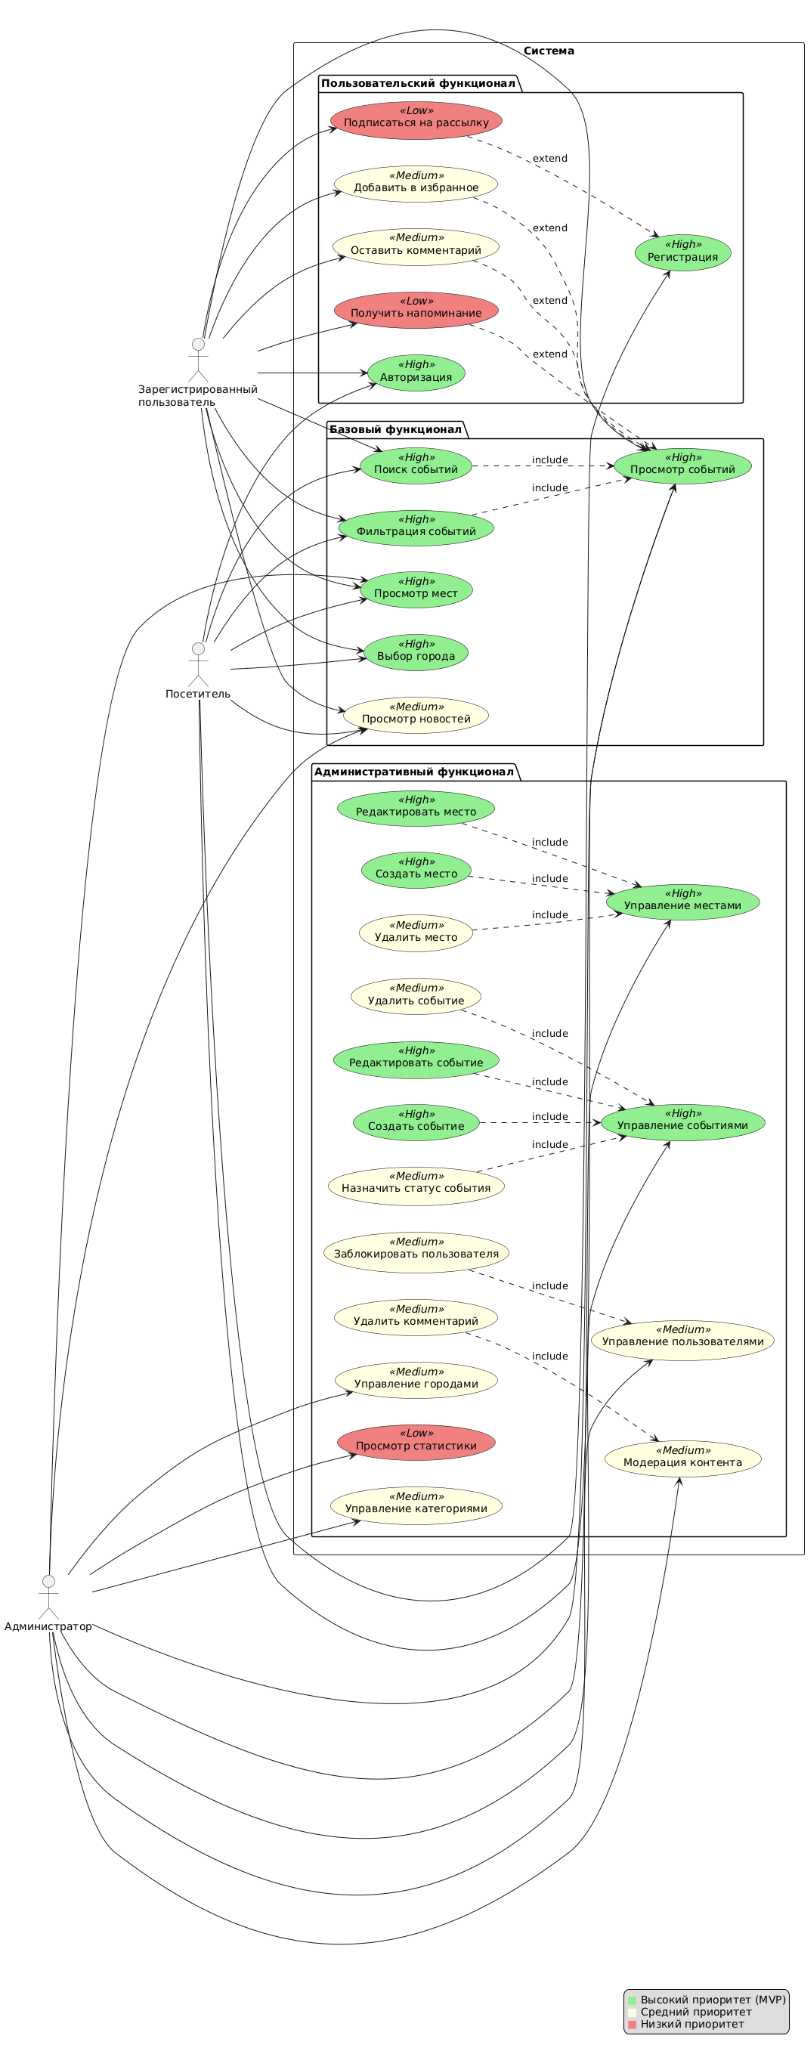 Система
Пользовательский функционал
«Low»
Подписаться на рассылку
extend
«Medium»
Добавить в избранное
extend
«Medium»
Оставить комментарий
«High»
Регистрация
extend
«Low»
Получить напоминание
extend
«High»
Авторизация
Зарегистрированный
пользователь
Базовый функционал
«High»
Поиск событий
include
«High»
Просмотр событий
include
«High»
Фильтрация событий
«High»
Просмотр мест
«High»
Выбор города
Посетитель
«Medium»
Просмотр новостей
Административный функционал
«High»
Редактировать место
include
«High»
Создать место
include
«High»
Управление местами
«Medium»
Удалить место
include
«Medium»
Удалить событие
include
«High»
Редактировать событие
include
«High»
Создать событие
include
«High»
Управление событиями
include
«Medium»
Назначить статус события
«Medium»
Заблокировать пользователя
include
«Medium»
Удалить комментарий
«Medium»
Управление пользователями
include
«Medium»
Управление городами
«Low»
Просмотр статистики
«Medium»
Модерация контента
«Medium»
Управление категориями
Администратор
Высокий приоритет (MVP)
Средний приоритет
Низкий приоритет